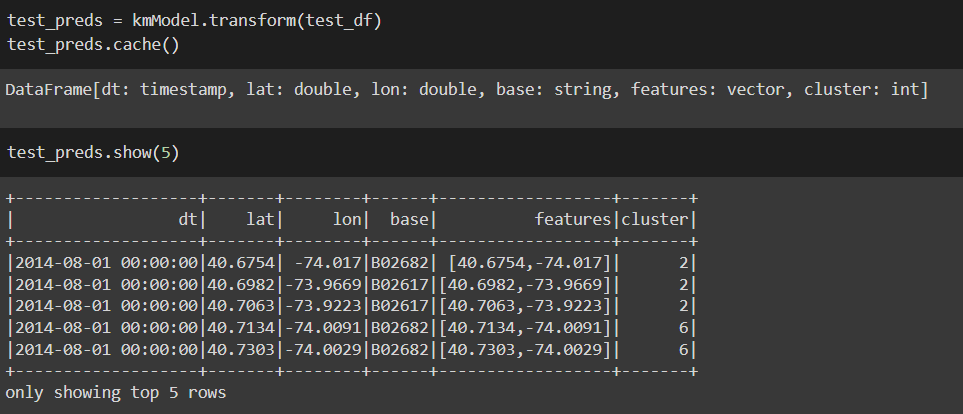 test_preds = kmModel.transform(test_df)
test_preds.cache()
DataFrame[dt: timestamp, lat: double, lon: double, base: string, features: vector, cluster: int]
test_preds.show(5)
+-------------------+-------+--------+------+------------------+-------+
|                 dt|    lat|     lon|  base|          features|cluster|
+-------------------+-------+--------+------+------------------+-------+
|2014-08-01 00:00:00|40.6754| -74.017|B02682| [40.6754,-74.017]|      2|
|2014-08-01 00:00:00|40.6982|-73.9669|B02617|[40.6982,-73.9669]|      2|
|2014-08-01 00:00:00|40.7063|-73.9223|B02617|[40.7063,-73.9223]|      2|
|2014-08-01 00:00:00|40.7134|-74.0091|B02682|[40.7134,-74.0091]|      6|
|2014-08-01 00:00:00|40.7303|-74.0029|B02682|[40.7303,-74.0029]|      6|
+-------------------+-------+--------+------+------------------+-------+
only showing top 5 rows